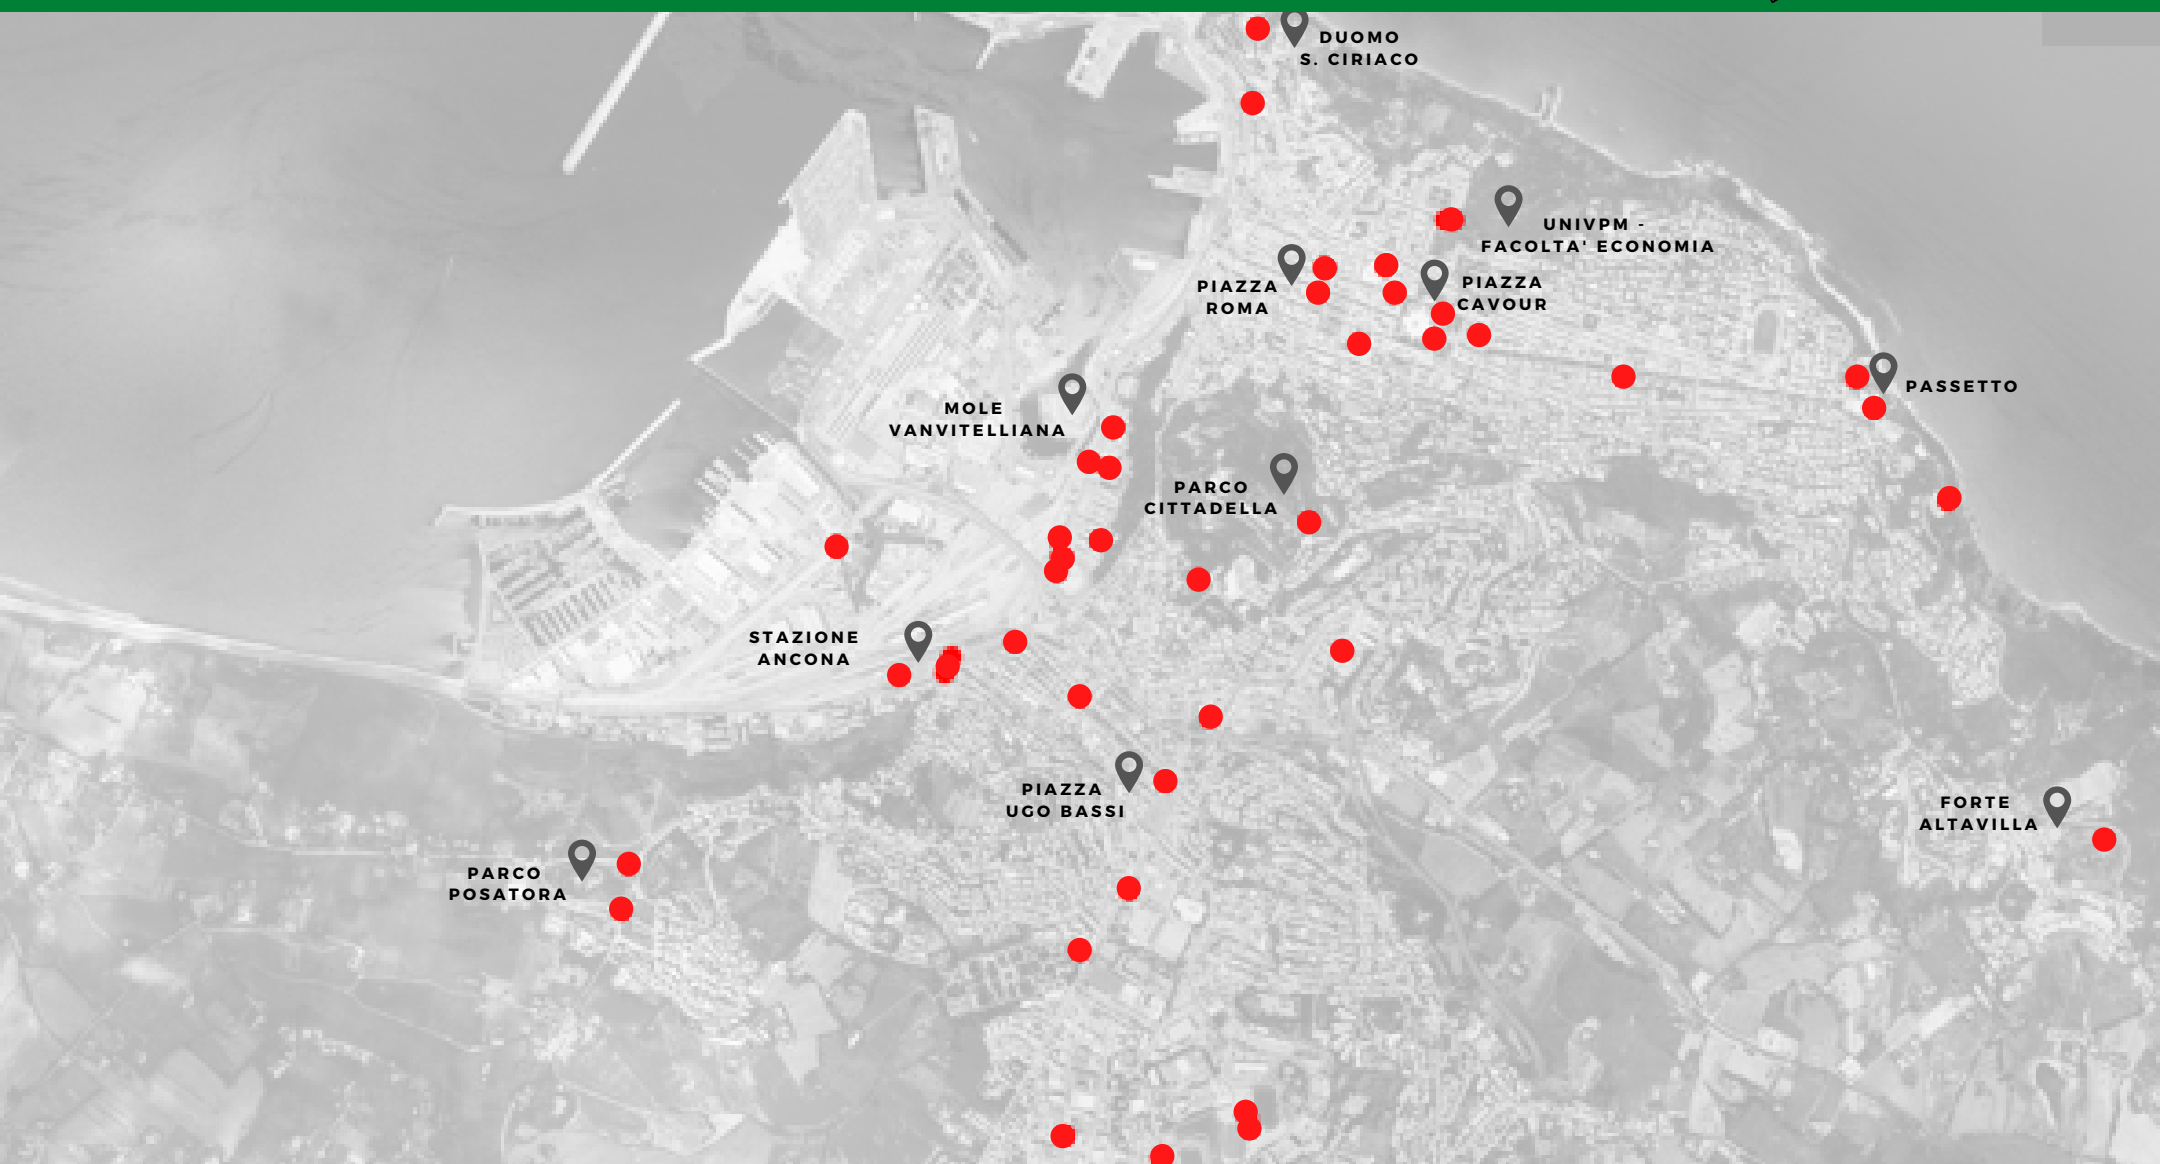 DUOMO
S. CIRIACO
UNIVPM -
FACOLTA' ECONOMIA
PIAZZA
ROMA
PIAZZA
CAVOUR
PASSETTO
MOLE
VANVITELLIANA
PARCO
CITTADELLA
STAZIONE
ANCONA
PIAZZA
UGO BASSI
FORTE
ALTAVILLA
PARCO
POSATORA